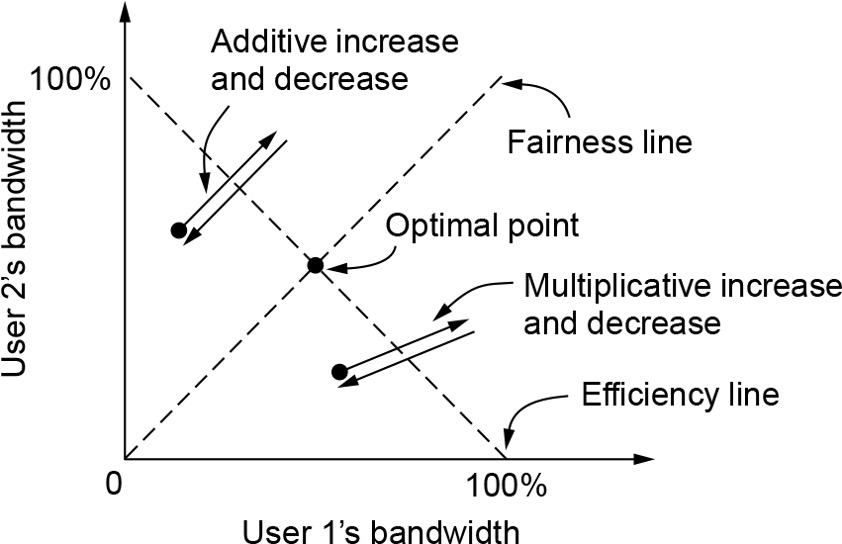 Additive increase
and decrease
100%
Fairness line
User 2's bandwidth
Optimal point
Multiplicative increase
and decrease
Efficiency line
0
100%
User 1's bandwidth